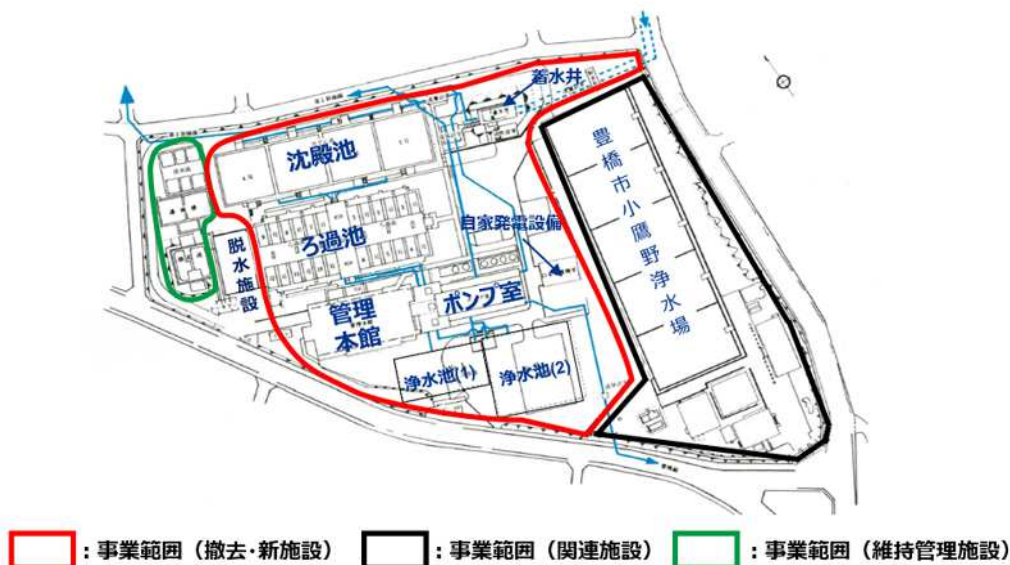 着水井
沈殿池
ろ過池
自家発電設備
脱水施設
管理
本館
ポンプ室
浄水池(1)
浄水池(2)
豊橋市小鷹野浄水場
：事業範囲（撤去・新施設）
：事業範囲（関連施設）
：事業範囲（維持管理施設）